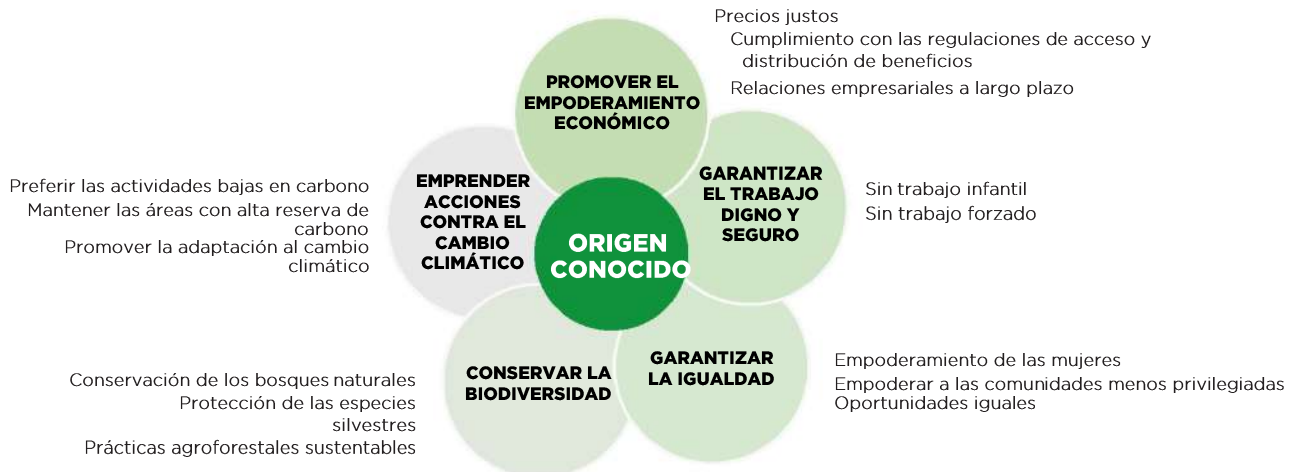 Precios justos
Cumplimiento con las regulaciones de acceso y
distribución de beneficios
Relaciones empresariales a largo plazo
PROMOVER EL
EMPODERAMIENTO
ECONÓMICO
GARANTIZAR
EL TRABAJO
DIGNO Y
SEGURO
Sin trabajo infantil
Sin trabajo forzado
EMPRENDER
ACCIONES
CONTRA EL
CAMBIO
CLIMÁTICO
Preferir las actividades bajas en carbono
Mantener las áreas con alta reserva de
carbono
Promover la adaptación al cambio
climático
ORIGEN
CONOCIDO
CONSERVAR LA
BIODIVERSIDAD
Conservación de los bosques naturales
Protección de las especies
silvestres
Prácticas agroforestales sustentables
GARANTIZAR
LA IGUALDAD
Empoderamiento de las mujeres
Empoderar a las comunidades menos privilegiadas
Oportunidades iguales